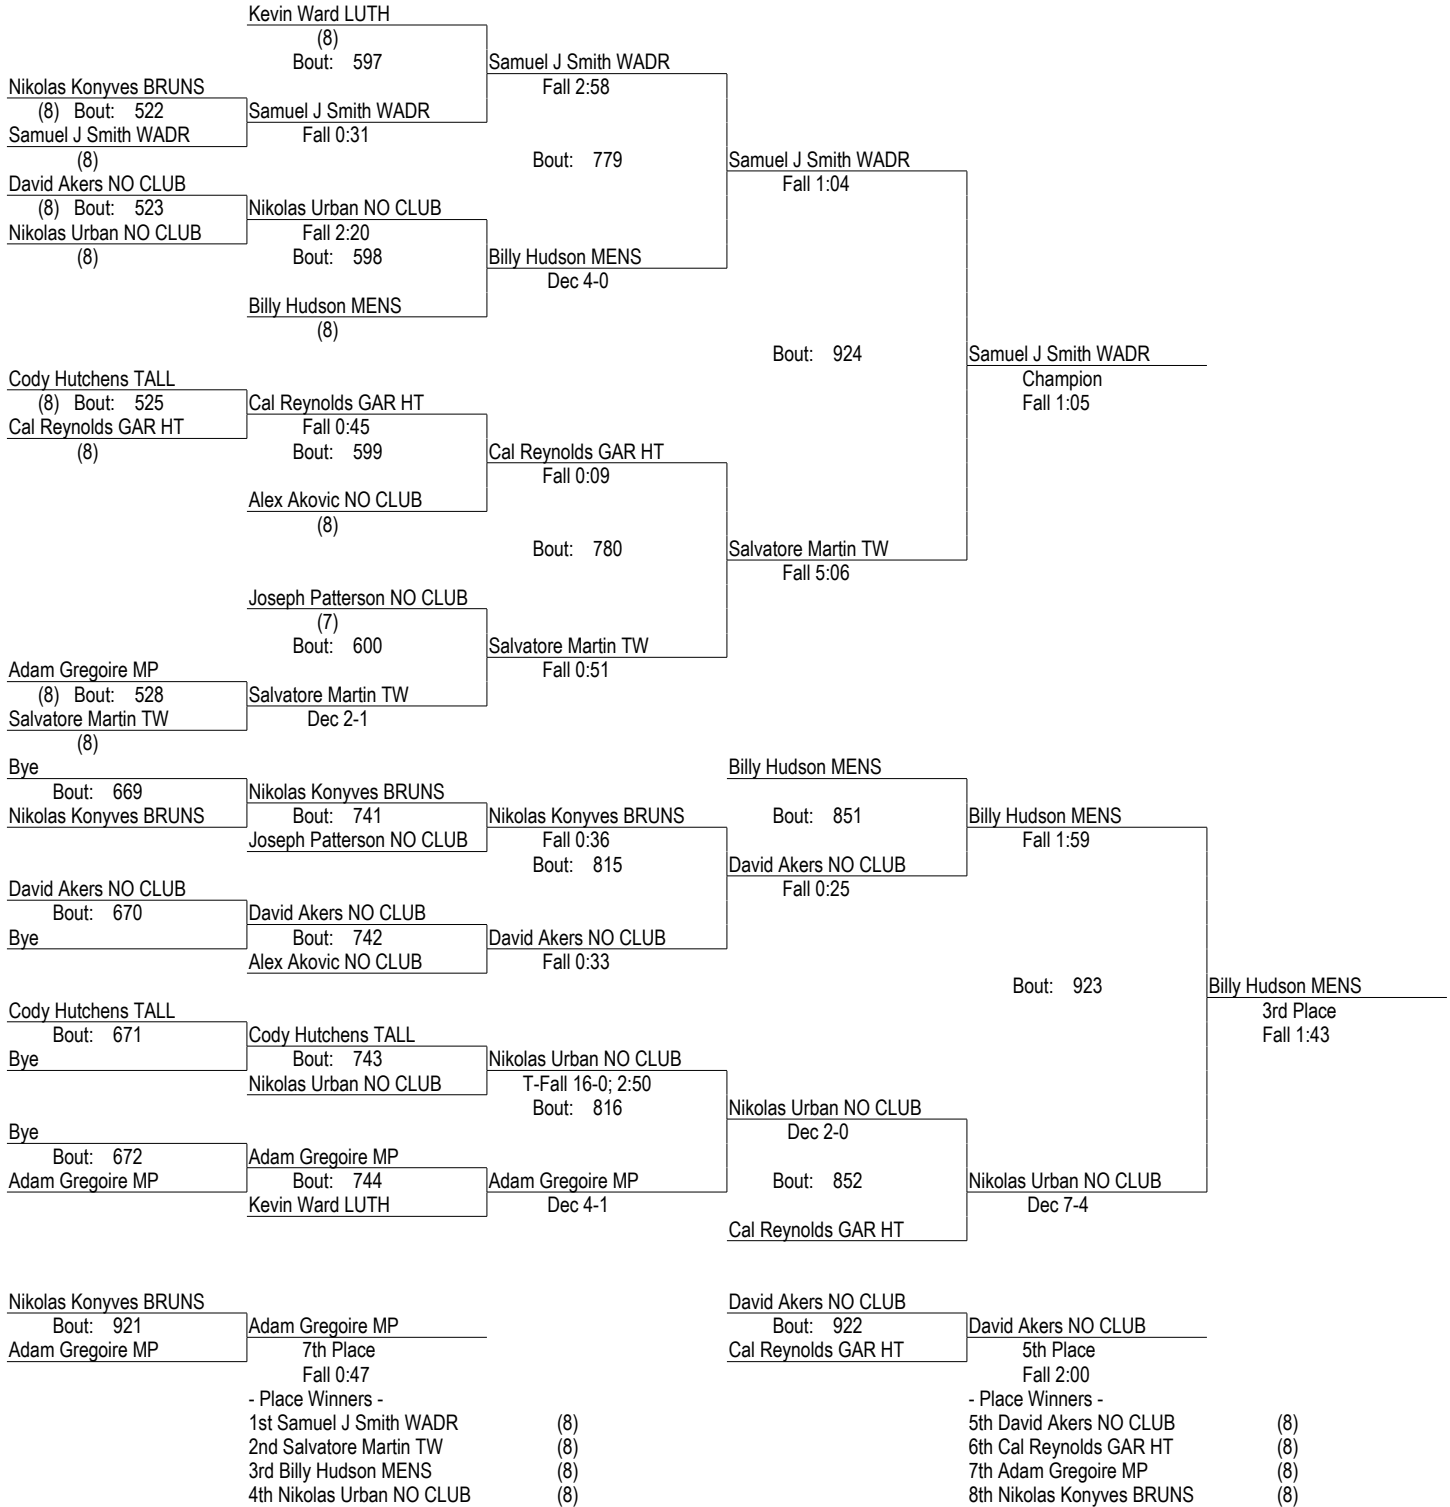 Kevin Ward LUTH
(8)
Bout: 597
Samuel J Smith WADR
Fall 2:58
Nikolas Konyves BRUNS
(8) Bout: 522
Samuel J Smith WADR
Fall 0:31
Samuel J Smith WADR
(8)
Bout: 779
Samuel J Smith WADR
Fall 1:04
David Akers NO CLUB
(8) Bout: 523
Nikolas Urban NO CLUB
Fall 2:20
Nikolas Urban NO CLUB
(8)
Bout: 598
Billy Hudson MENS
Dec 4-0
Billy Hudson MENS
(8)
Bout: 924
Samuel J Smith WADR
Champion
Fall 1:05
Cody Hutchens TALL
(8) Bout: 525
Cal Reynolds GAR HT
Fall 0:45
Cal Reynolds GAR HT
(8)
Bout: 599
Cal Reynolds GAR HT
Fall 0:09
Alex Akovic NO CLUB
(8)
Bout: 780
Salvatore Martin TW
Fall 5:06
Joseph Patterson NO CLUB
(7)
Bout: 600
Salvatore Martin TW
Fall 0:51
Adam Gregoire MP
(8) Bout: 528
Salvatore Martin TW
Dec 2-1
Salvatore Martin TW
(8)
Bye
Bout: 669
Nikolas Konyves BRUNS
Nikolas Konyves BRUNS
Bout: 741
Joseph Patterson NO CLUB
Nikolas Konyves BRUNS
Fall 0:36
Bout: 815
Billy Hudson MENS
Bout: 851
David Akers NO CLUB
Fall 0:25
Billy Hudson MENS
Fall 1:59
David Akers NO CLUB
Bout: 670
Bye
David Akers NO CLUB
Bout: 742
Alex Akovic NO CLUB
David Akers NO CLUB
Fall 0:33
Bout: 923
Billy Hudson MENS
3rd Place
Fall 1:43
Cody Hutchens TALL
Bout: 671
Bye
Cody Hutchens TALL
Bout: 743
Nikolas Urban NO CLUB
Nikolas Urban NO CLUB
T-Fall 16-0; 2:50
Bout: 816
Nikolas Urban NO CLUB
Dec 2-0
Bye
Bout: 672
Adam Gregoire MP
Adam Gregoire MP
Bout: 744
Kevin Ward LUTH
Adam Gregoire MP
Dec 4-1
Bout: 852
Cal Reynolds GAR HT
Nikolas Urban NO CLUB
Dec 7-4
Nikolas Konyves BRUNS
Bout: 921
Adam Gregoire MP
Adam Gregoire MP
7th Place
Fall 0:47
David Akers NO CLUB
Bout: 922
Cal Reynolds GAR HT
David Akers NO CLUB
5th Place
Fall 2:00
- Place Winners -
1st Samuel J Smith WADR (8)
2nd Salvatore Martin TW (8)
3rd Billy Hudson MENS (8)
4th Nikolas Urban NO CLUB (8)
- Place Winners -
5th David Akers NO CLUB (8)
6th Cal Reynolds GAR HT (8)
7th Adam Gregoire MP (8)
8th Nikolas Konyves BRUNS (8)